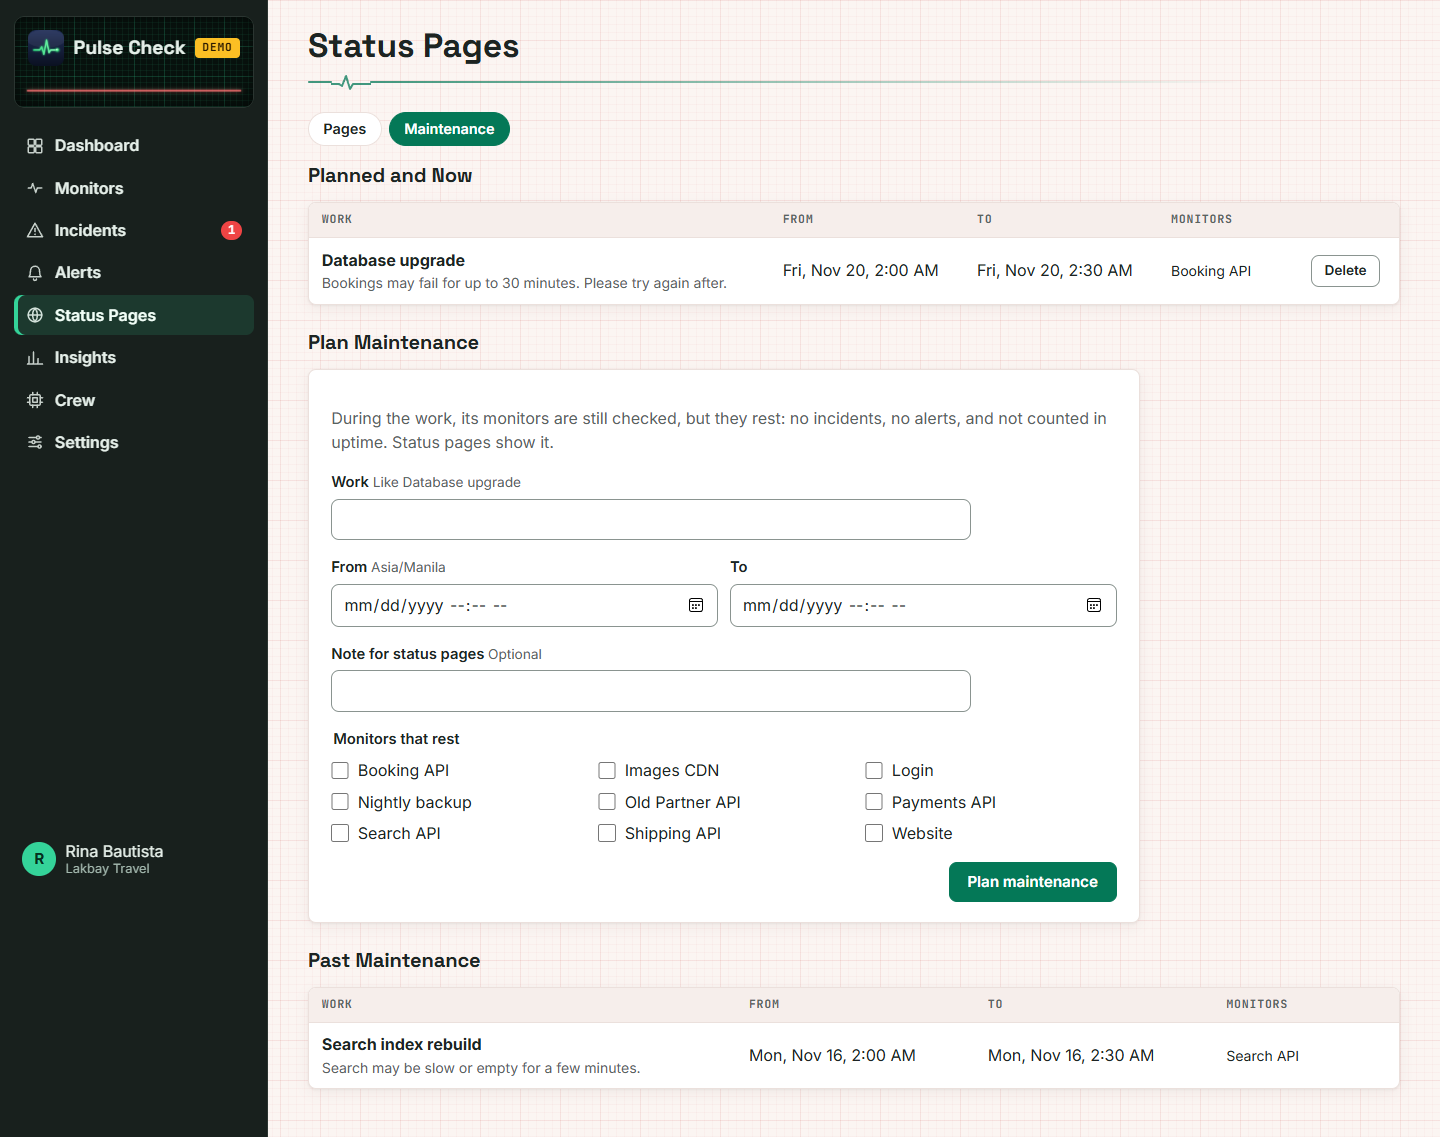 Pulse Check DEMO
Dashboard
Monitors
Incidents 1
Alerts
Status Pages
Insights
Crew
Settings
R Rina Bautista
Lakbay Travel
Status Pages
Pages Maintenance
Planned and Now
WORK FROM TO MONITORS
Database upgrade
Bookings may fail for up to 30 minutes. Please try again after.
Fri, Nov 20, 2:00 AM Fri, Nov 20, 2:30 AM Booking API Delete
Plan Maintenance
During the work, its monitors are still checked, but they rest: no incidents, no alerts, and not counted in
uptime. Status pages show it.
Work Like Database upgrade
From Asia/Manila To
mm/dd/yyyy --:-- -- mm/dd/yyyy --:-- --
Note for status pages Optional
Monitors that rest
Booking API Images CDN Login
Nightly backup Old Partner API Payments API
Search API Shipping API Website
Plan maintenance
Past Maintenance
WORK FROM TO MONITORS
Search index rebuild
Search may be slow or empty for a few minutes.
Mon, Nov 16, 2:00 AM Mon, Nov 16, 2:30 AM Search API